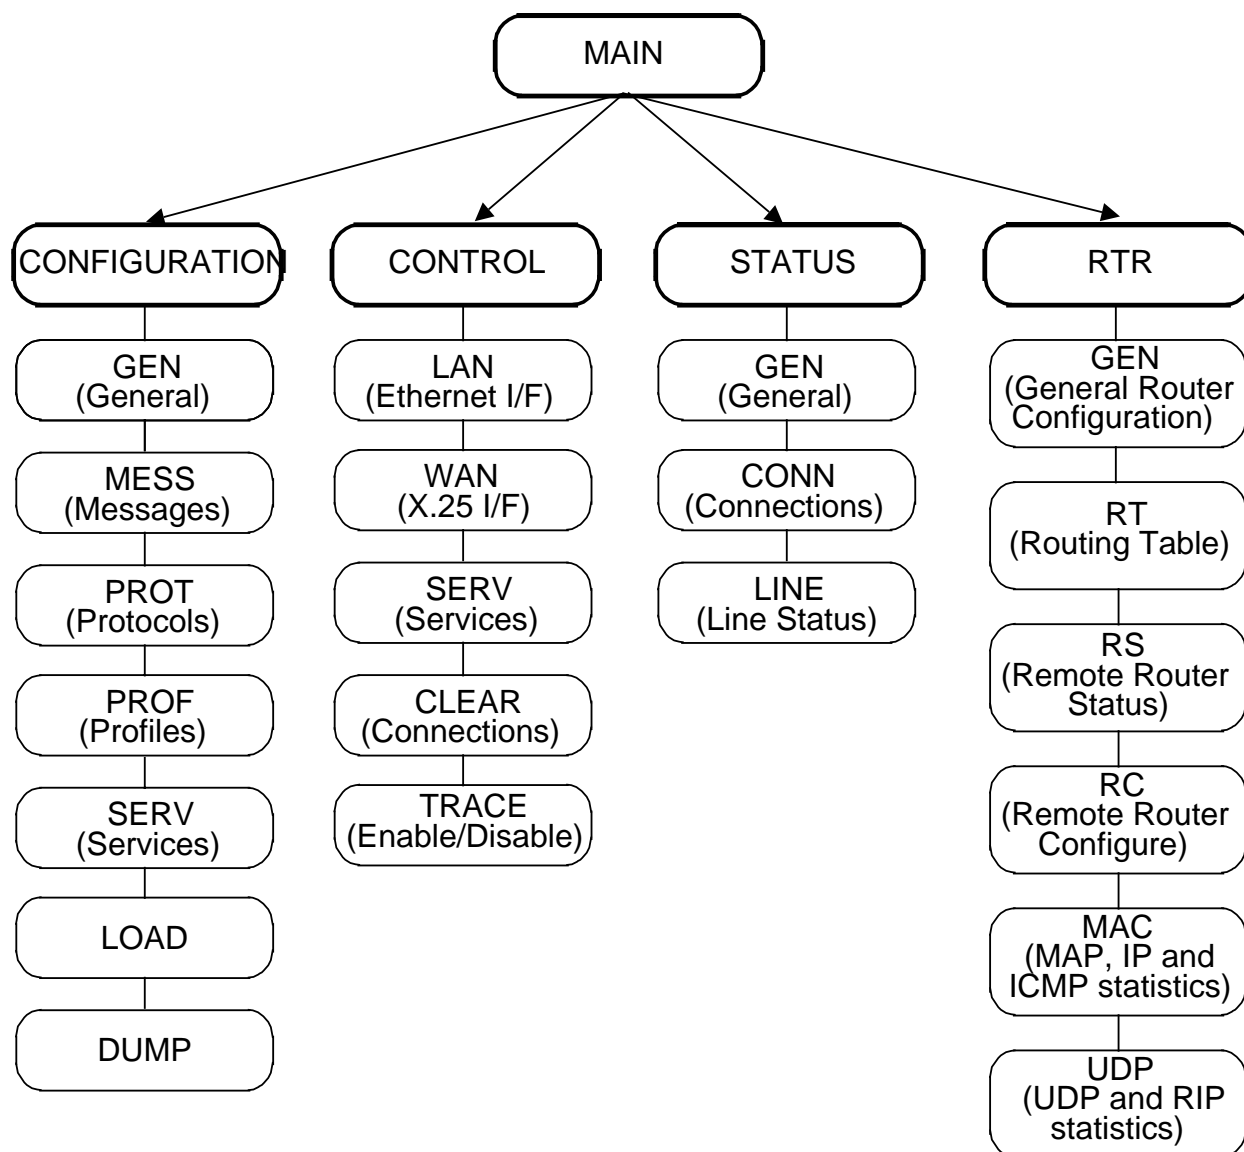 MAIN
CONFIGURATION
CONTROL
STATUS
RTR
GEN
(General)
MESS
(Messages)
PROT
(Protocols)
PROF
(Profiles)
SERV
(Services)
LOAD
DUMP
LAN
(Ethernet I/F)
WAN
(X.25 I/F)
SERV
(Services)
CLEAR
(Connections)
TRACE
(Enable/Disable)
GEN
(General)
CONN
(Connections)
LINE
(Line Status)
GEN
(General Router
Configuration)
RT
(Routing Table)
RS
(Remote Router
Status)
RC
(Remote Router
Configure)
MAC
(MAP, IP and
ICMP statistics)
UDP
(UDP and RIP
statistics)